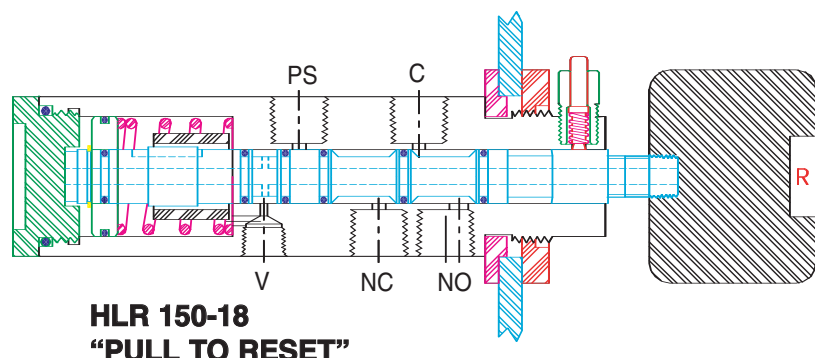 PS C
R
V NC NO
HLR 150-18
“PULL TO RESET”